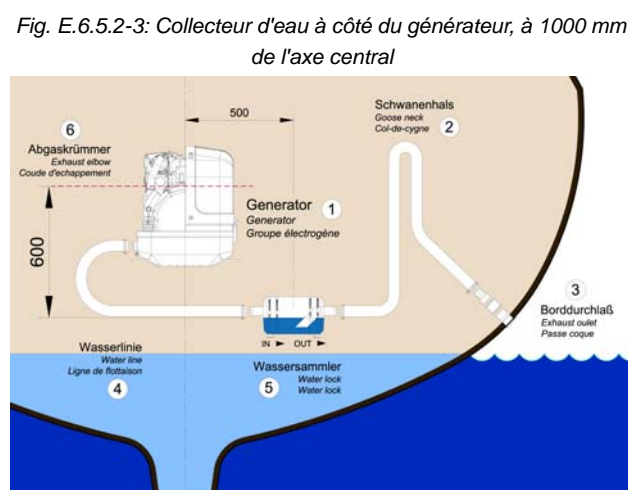 Fig. E.6.5.2-3: Collecteur d'eau à côté du générateur, à 1000 mm
de l'axe central
500
Schwanenhals
Goose neck
Col-de-cygne
2
6
Abgaskrümmer
Exhaust elbow
Coude d'echappement
Generator
Generator
Groupe électrogène
1
600
3
Borddurchlaß
Exhaust oulet
Passe coque
IN
OUT
Wasserlinie
Water line
Ligne de flottaison
4
Wassersammler
Water lock
Water lock
5